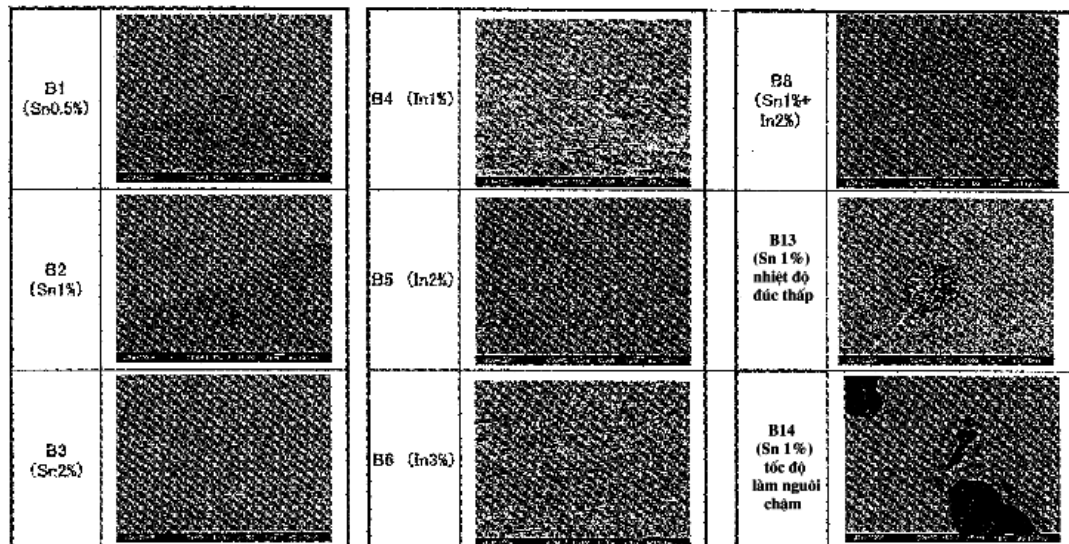 B1
(Sn0.5%)
B2
(Sn1%)
B3
(Sn2%)
B4 (In1%)
B5 (In2%)
B6 (In3%)
B8
(Sn1%+
In2%)
B13
(Sn 1%)
nhiệt độ
đúc thấp
B14
(Sn 1%)
tốc độ
làm nguội
chậm